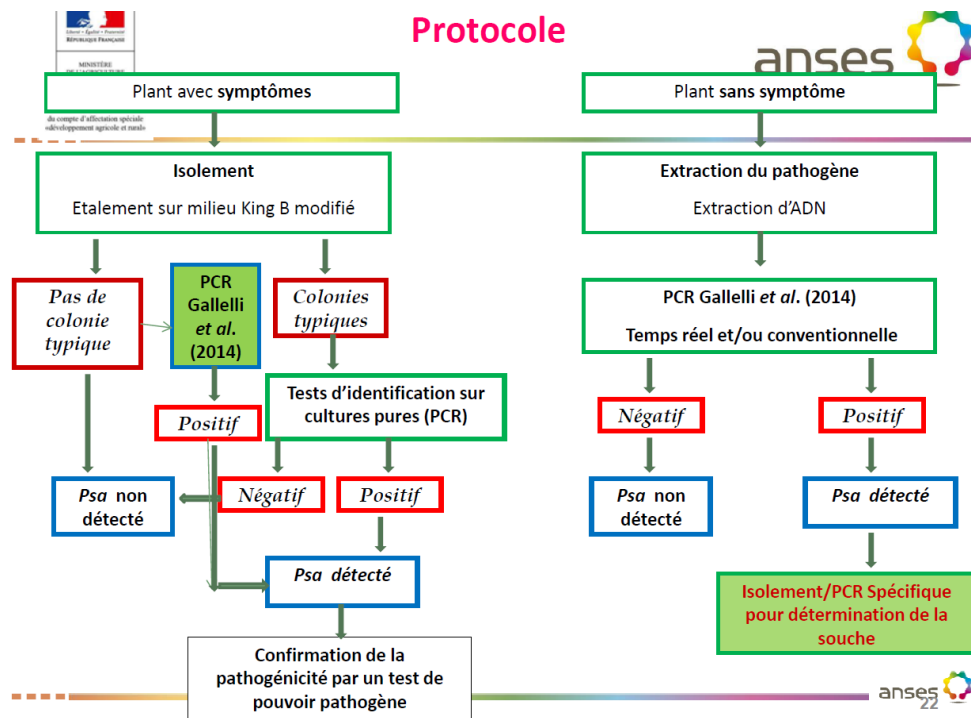 Protocole
Liberté • Égalité • Fraternité
RÉPUBLIQUE FRANÇAISE
MINISTÈRE
anses
Plant avec symptômes
du compte d'affectation spéciale
«développement agricole et rural»
Isolement
Etalement sur milieu King B modifié
Pas de
colonie
typique
PCR
Gallelli
et al.
(2014)
Colonies
typiques
Tests d'identification sur
cultures pures (PCR)
Positif
Psa non
détecté
Négatif
Positif
Psa détecté
Confirmation de la
pathogénicité par un test de
pouvoir pathogène
Plant sans symptôme
Extraction du pathogène
Extraction d'ADN
PCR Gallelli et al. (2014)
Temps réel et/ou conventionnelle
Négatif
Positif
Psa non
détecté
Psa détecté
Isolement/PCR Spécifique
pour détermination de la
souche
anses
22